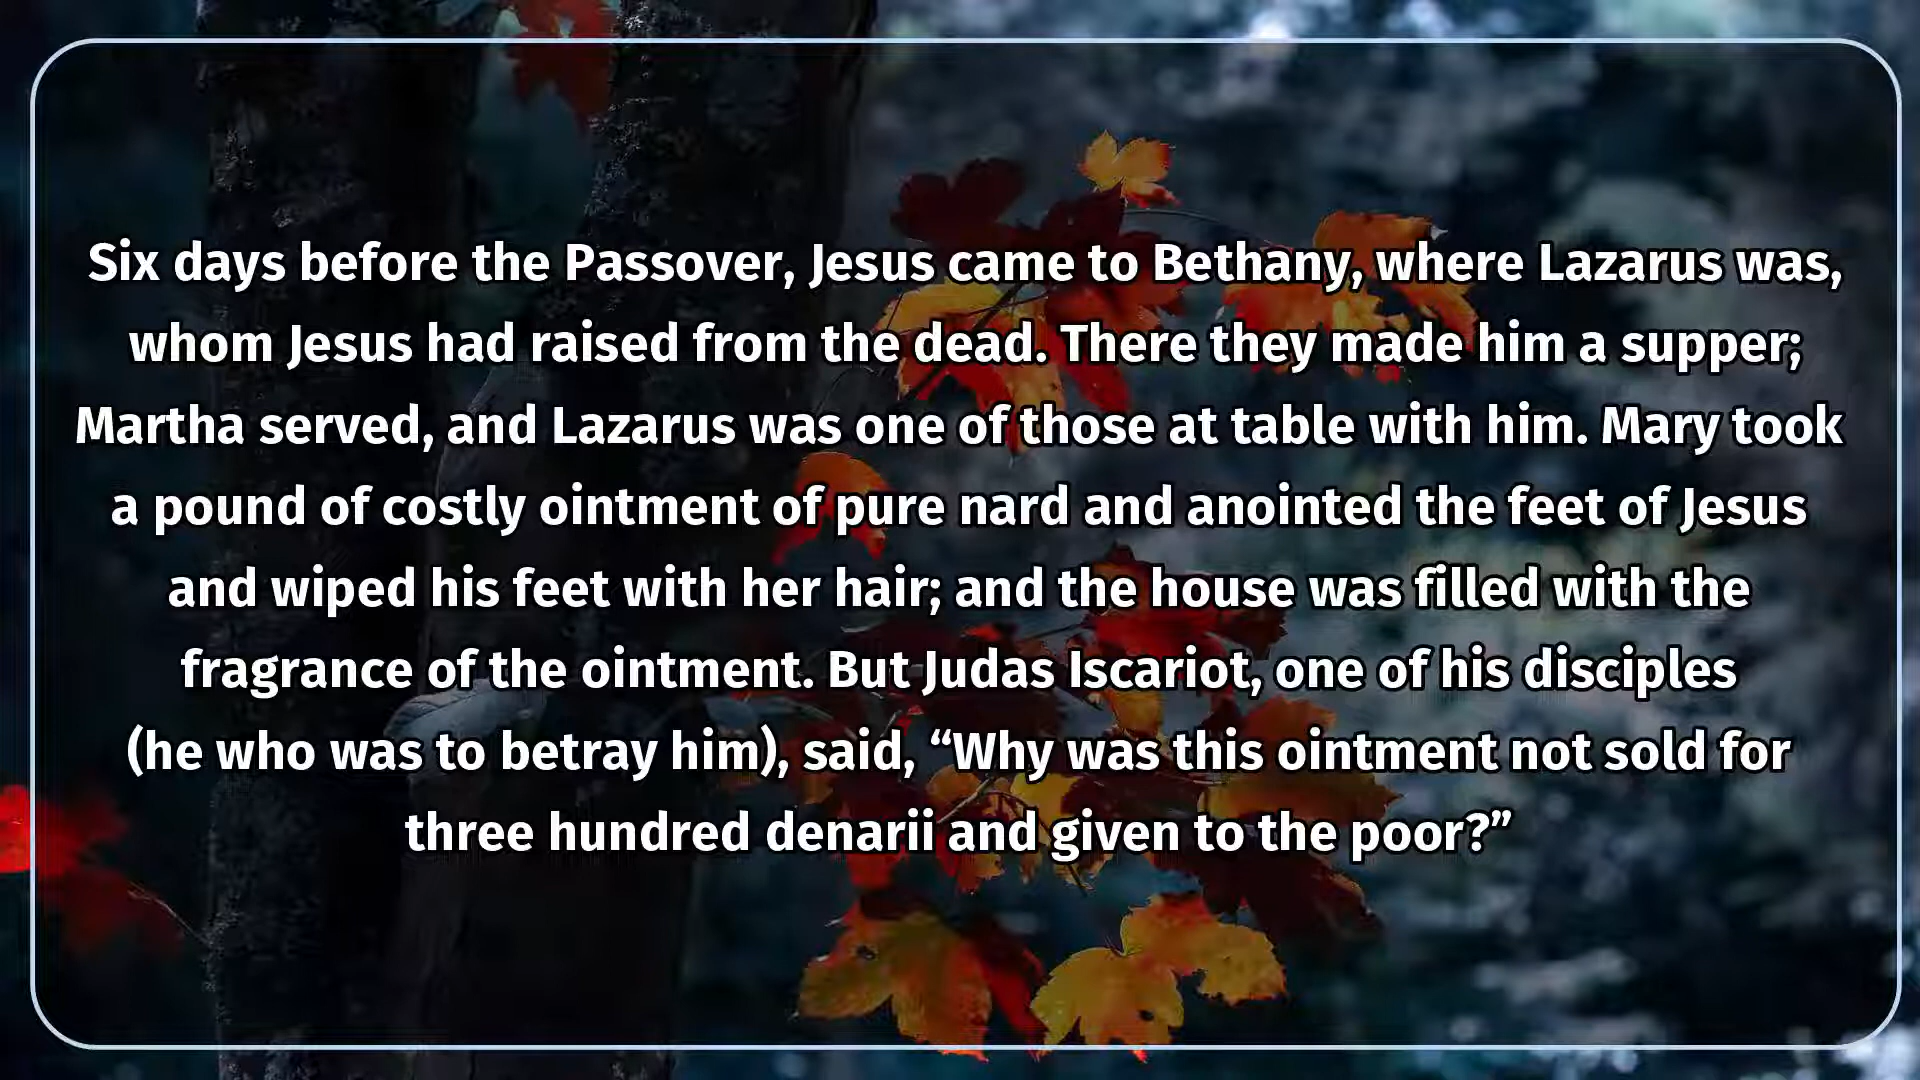 Six days before the Passover, Jesus came to Bethany, where Lazarus was,
whom Jesus had raised from the dead. There they made him a supper;
Martha served, and Lazarus was one of those at table with him. Mary took
a pound of costly ointment of pure nard and anointed the feet of Jesus
and wiped his feet with her hair; and the house was filled with the
fragrance of the ointment. But Judas Iscariot, one of his disciples
(he who was to betray him), said, “Why was this ointment not sold for
three hundred denarii and given to the poor?”